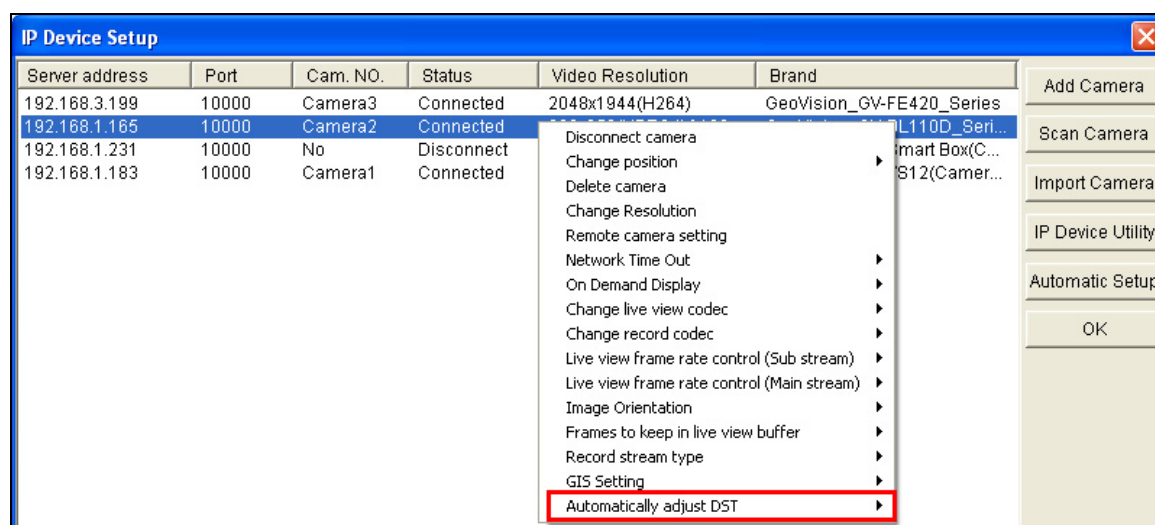 IP Device Setup
Server address Port Cam. NO. Status Video Resolution Brand
192.168.3.199 10000 Camera3 Connected 2048x1944(H264) GeoVision_GV-FE420_Series
192.168.1.165 10000 Camera2 Connected
192.168.1.231 10000 No Disconnect Smart Box(C...
192.168.1.183 10000 Camera1 Connected
Disconnect camera
Change position
Delete camera
Change Resolution
Remote camera setting
Network Time Out
On Demand Display
Change live view codec
Change record codec
Live view frame rate control (Sub stream)
Live view frame rate control (Main stream)
Image Orientation
Frames to keep in live view buffer
Record stream type
GIS Setting
Automatically adjust DST
Add Camera
Scan Camera
Import Camera
IP Device Utility
Automatic Setup
OK